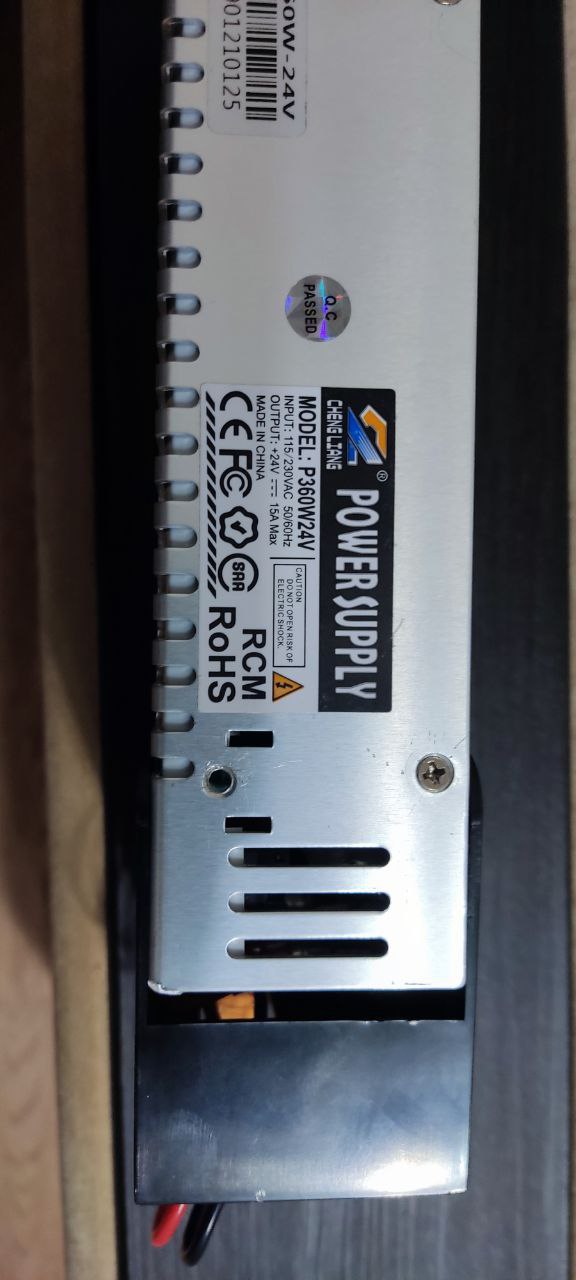 60W-24V
01210125
Q.C
PASSED
CHENG LIANG
®
POWER SUPPLY
MODEL: P360W24V
INPUT: 115/230VAC 50/60Hz
OUTPUT: +24V ⎓ 15A Max
MADE IN CHINA
CAUTION
DO NOT OPEN RISK OF
ELECTRIC SHOCK.
CE FC SAA
RCM
RoHS